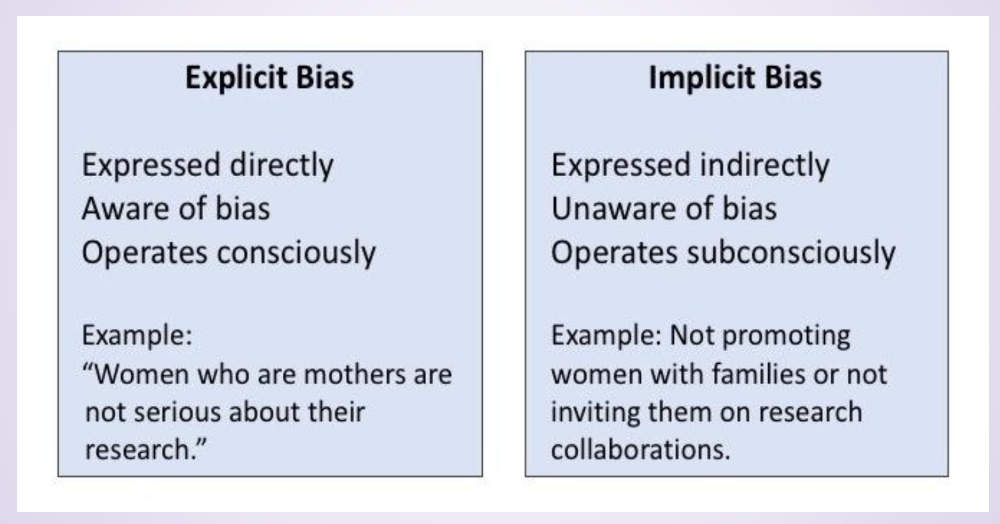 Explicit Bias
Expressed directly
Aware of bias
Operates consciously
Example:
“Women who are mothers are
not serious about their
research.”
Implicit Bias
Expressed indirectly
Unaware of bias
Operates subconsciously
Example: Not promoting
women with families or not
inviting them on research
collaborations.